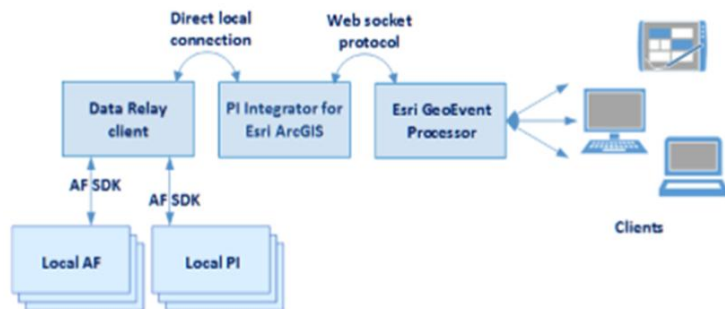 Direct local
connection
Web socket
protocol
Data Relay
client
PI Integrator for
Esri ArcGIS
Esri GeoEvent
Processor
AF SDK
AF SDK
Local AF
Local PI
Clients